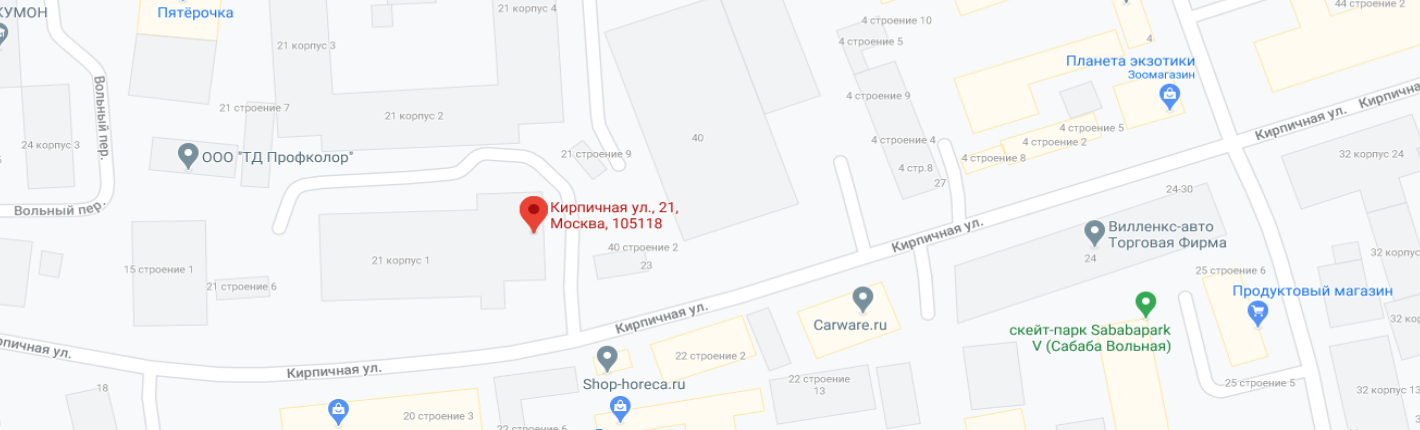 КУМОН
Пятёрочка
21 корпус 4
4 строение 10
4 строение 5
4
44 строение 2
21 корпус 3
Планета экзотики
Зоомагазин
Вольный пер.
21 строение 7
21 корпус 2
4 строение 9
Кирпичная ул.
Кирпичная
24 корпус 3
40
4 строение 4
4 строение 5
4 строение 2
ООО "ТД Профколор"
21 строение 9
4 стр.8
4 строение 8
27
32 корпус 24
24-30
Вольный пер.
Кирпичная ул., 21,
Москва, 105118
Кирпичная ул.
Вилленкс-авто
Торговая Фирма
24
40 строение 2
23
21 корпус 1
15 строение 1
21 строение 6
25 строение 6
32 корпус
Продуктовый магазин
Кирпичная ул.
Carware.ru
скейт-парк Sababapark
V (Сабаба Вольная)
пичная ул.
Кирпичная ул.
22 строение 2
Shop-horeca.ru
22 строение
13
25 строение 5
32 корпус 13
18
20 строение 3
22 строение 6
32 корпус